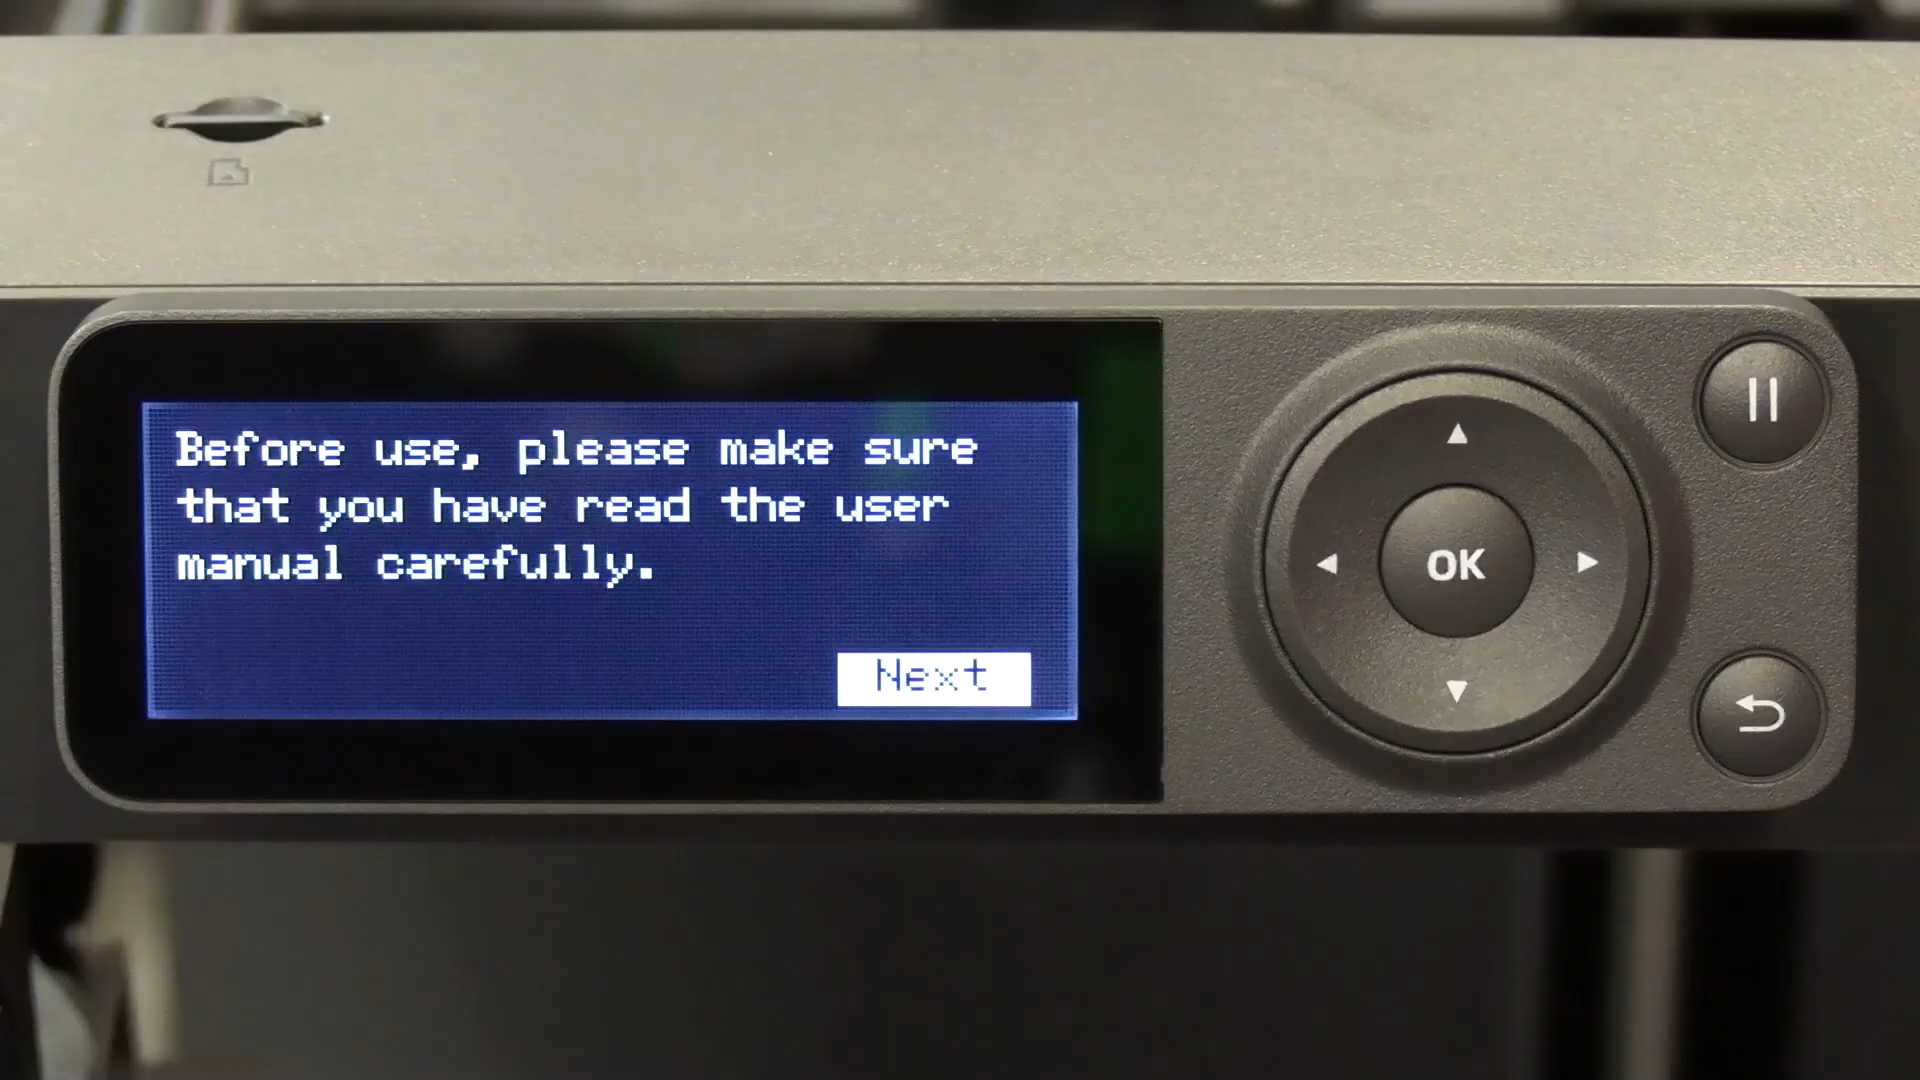 Before use, please make sure
that you have read the user
manual carefully.
Next
OK